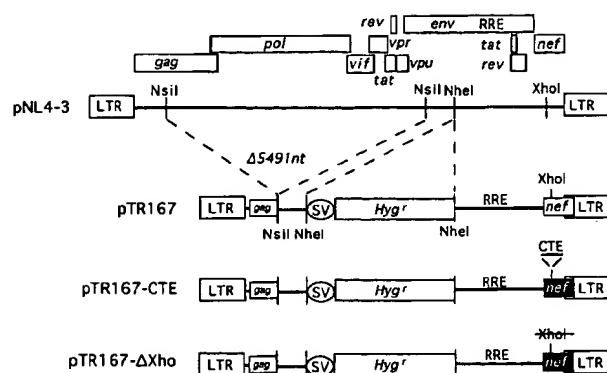 rev env RRE
vpr tat nef
gag pol vif vpu rev
tat
NsiI NsiI NheI XhoI
pNL4-3 LTR LTR
Δ5491nt
XhoI
pTR167 LTR gag SV Hygr RRE nef LTR
NsiI NheI NheI
CTE
pTR167-CTE LTR gag SV Hygr RRE nef LTR
XhoI
pTR167-ΔXho LTR gag SV Hygr RRE nef LTR